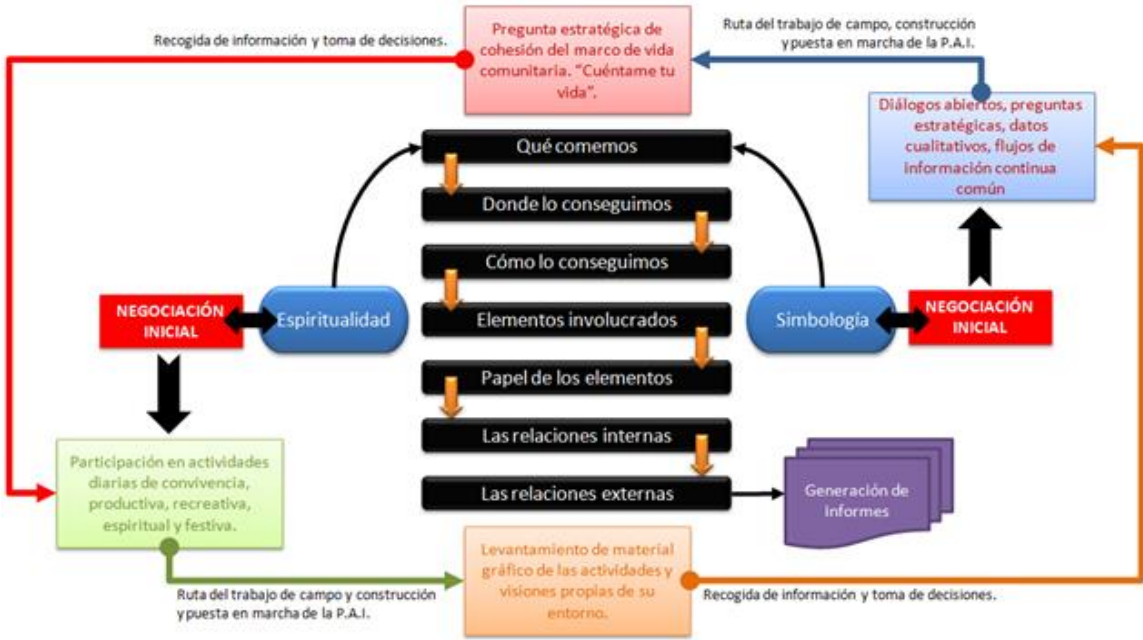 Recogida de información y toma de decisiones.
Pregunta estratégica de
cohesión del marco de vida
comunitaria. "Cuéntame tu
vida".
Ruta del trabajo de campo, construcción
y puesta en marcha de la P.A.I.
Diálogos abiertos, preguntas
estratégicas, datos
cualitativos, flujos de
información continua
común
Qué comemos
Donde lo conseguimos
Cómo lo conseguimos
NEGOCIACIÓN
INICIAL
Espiritualidad
Elementos involucrados
Simbología
NEGOCIACIÓN
INICIAL
Papel de los elementos
Las relaciones internas
Las relaciones externas
Participación en actividades
diarias de convivencia,
productiva, recreativa,
espiritual y festiva.
Generación de
informes
Levantamiento de material
gráfico de las actividades y
visiones propias de su
entorno.
Ruta del trabajo de campo y construcción
y puesta en marcha de la P.A.I.
Recogida de información y toma de decisiones.